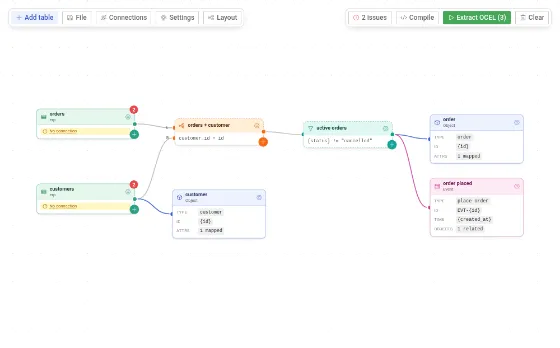 Add table
File
Connections
Settings
Layout
2 issues
Compile
Extract OCEL (3)
Clear
orders
2
No connection
orders + customer
customer_id = id
active orders
[status] != "cancelled"
order
Object
TYPE order
ID {id}
ATTRS 1 mapped
customers
No connection
customer
Object
TYPE customer
ID {id}
ATTRS 1 mapped
order placed
Event
TYPE place order
ID EVT-{id}
TIME {created_at}
1 related